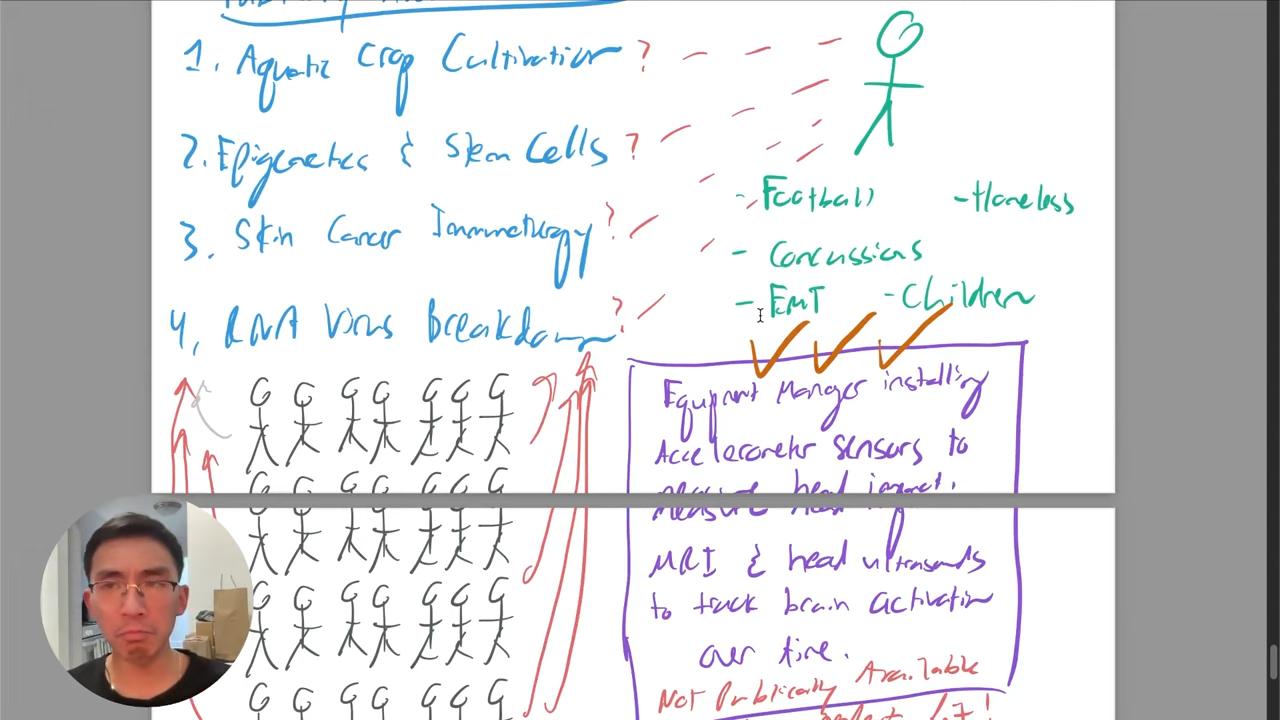 1. Aquatic Crop Cultivation ?
2. Epigenetics & Stem Cells ?
3. Skin Cancer Immunotherapy ?
4. RNA Virus Breakdown ?
- Football
- Homeless
- Concussions
- EMT
- Children
Equipment Manager installing
Accelerometer sensors to
measure head impact.
MRI & head ultrasounds
to track brain activation
over time.
Not Publically Available